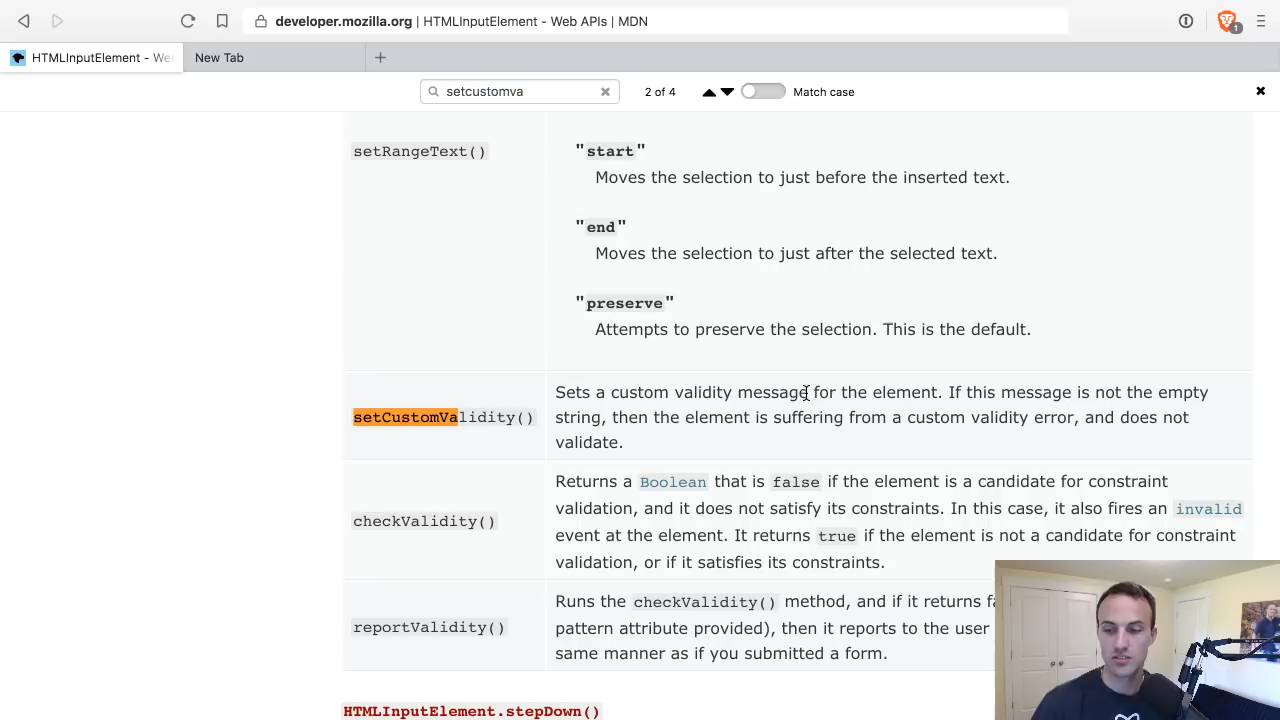 developer.mozilla.org | HTMLInputElement - Web APIs | MDN
1
HTMLInputElement - We
New Tab
setcustomva
2 of 4
Match case
setRangeText()
"start"
Moves the selection to just before the inserted text.
"end"
Moves the selection to just after the selected text.
"preserve"
Attempts to preserve the selection. This is the default.
setCustomValidity()
Sets a custom validity message for the element. If this message is not the empty
string, then the element is suffering from a custom validity error, and does not
validate.
checkValidity()
Returns a Boolean that is false if the element is a candidate for constraint
validation, and it does not satisfy its constraints. In this case, it also fires an invalid
event at the element. It returns true if the element is not a candidate for constraint
validation, or if it satisfies its constraints.
reportValidity()
Runs the checkValidity() method, and if it returns
pattern attribute provided), then it reports to the user
same manner as if you submitted a form.
HTMLInputElement.stepDown()